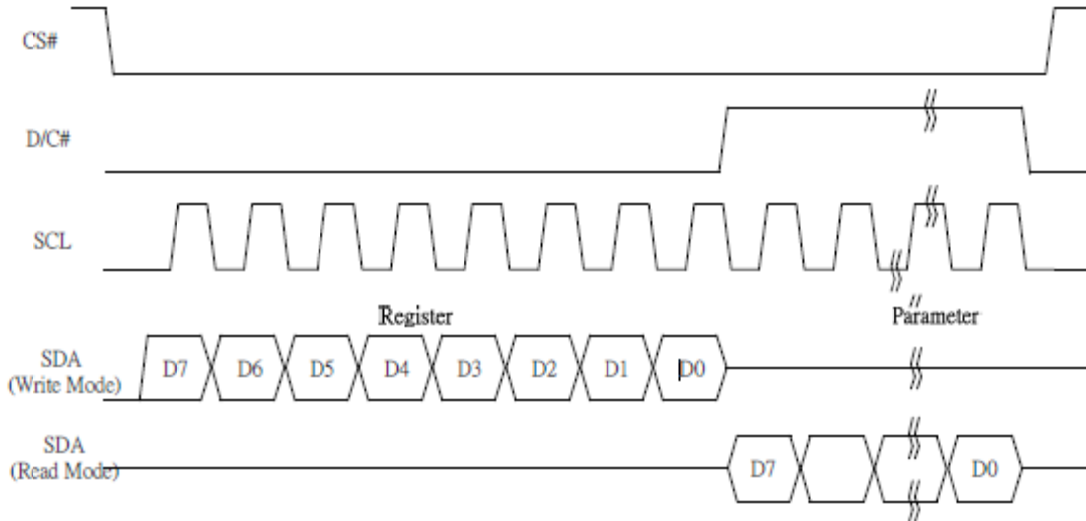 CS#
D/C#
SCL
Register
Parameter
SDA
(Write Mode)
D7 D6 D5 D4 D3 D2 D1 D0
SDA
(Read Mode)
D7 D0